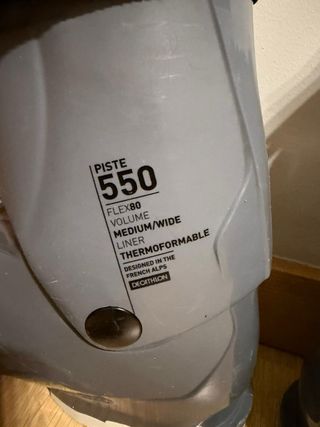 PISTE
550
FLEX80
VOLUME
MEDIUM/WIDE
LINER
THERMOFORMABLE
DESIGNED IN THE
FRENCH ALPS
DECATHLON